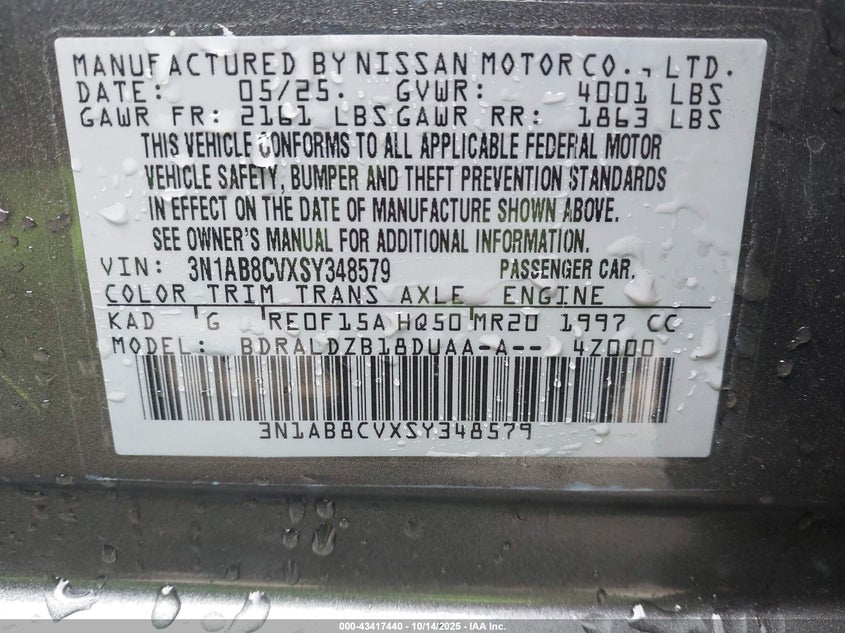 MANUFACTURED BY NISSAN MOTOR CO., LTD.
DATE: 05/25. GVWR: 4001 LBS
GAWR FR: 2161 LBS GAWR RR: 1863 LBS
THIS VEHICLE CONFORMS TO ALL APPLICABLE FEDERAL MOTOR
VEHICLE SAFETY, BUMPER AND THEFT PREVENTION STANDARDS
IN EFFECT ON THE DATE OF MANUFACTURE SHOWN ABOVE.
SEE OWNER'S MANUAL FOR ADDITIONAL INFORMATION.
VIN: 3N1AB8CVXSY348579 PASSENGER CAR.
COLOR TRIM TRANS AXLE ENGINE
KAD G RE0F15A HQ50 MR20 1997 CC
MODEL: BDRALDZB18DUAA-A-- 4Z000
3N1AB8CVXSY348579
000-43417440 - 10/14/2025 - IAA Inc.